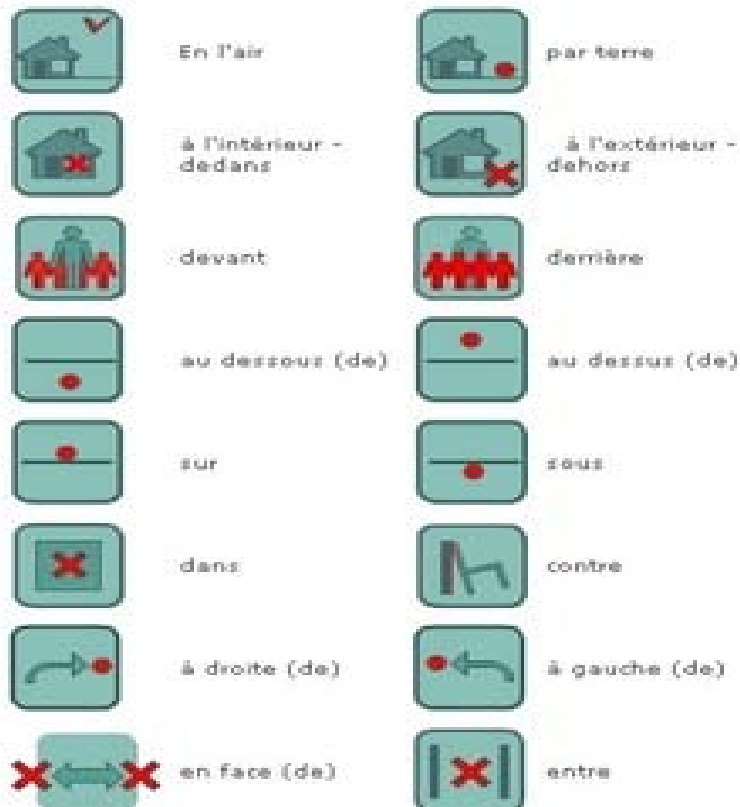 En l'air
par terre
à l'intérieur -
dedans
à l'extérieur -
dehors
devant
derrière
au dessous (de)
au dessus (de)
sur
sous
dans
contre
à droite (de)
à gauche (de)
en face (de)
entre